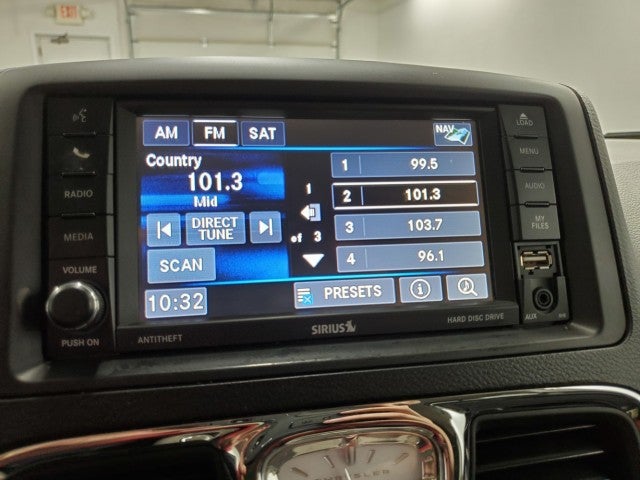 EXIT
AM FM SAT NAV
LOAD
MENU
AUDIO
MY
FILES
RADIO
MEDIA
VOLUME
PUSH ON
Country
101.3
Mid
DIRECT
TUNE
SCAN
10:32
1
of 3
1 99.5
2 101.3
3 103.7
4 96.1
PRESETS
i
ANTITHEFT
SIRIUS
HARD DISC DRIVE
AUX
CHRYSLER